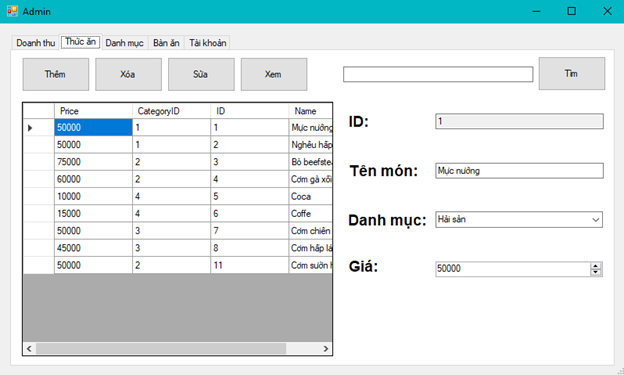 Admin
Doanh thu Thức ăn Danh mục Bàn ăn Tài khoản
Thêm Xóa Sửa Xem Tìm
Price CategoryID ID Name
50000 1 1 Mực nướng
50000 1 2 Nghêu hấp
75000 2 3 Bò beefste
60000 2 4 Cơm gà xối
10000 4 5 Coca
15000 4 6 Coffe
50000 3 7 Cơm chiên
45000 3 8 Cơm hấp lá
50000 2 11 Cơm sườn
ID: 1
Tên món: Mực nướng
Danh mục: Hải sản
Giá: 50000